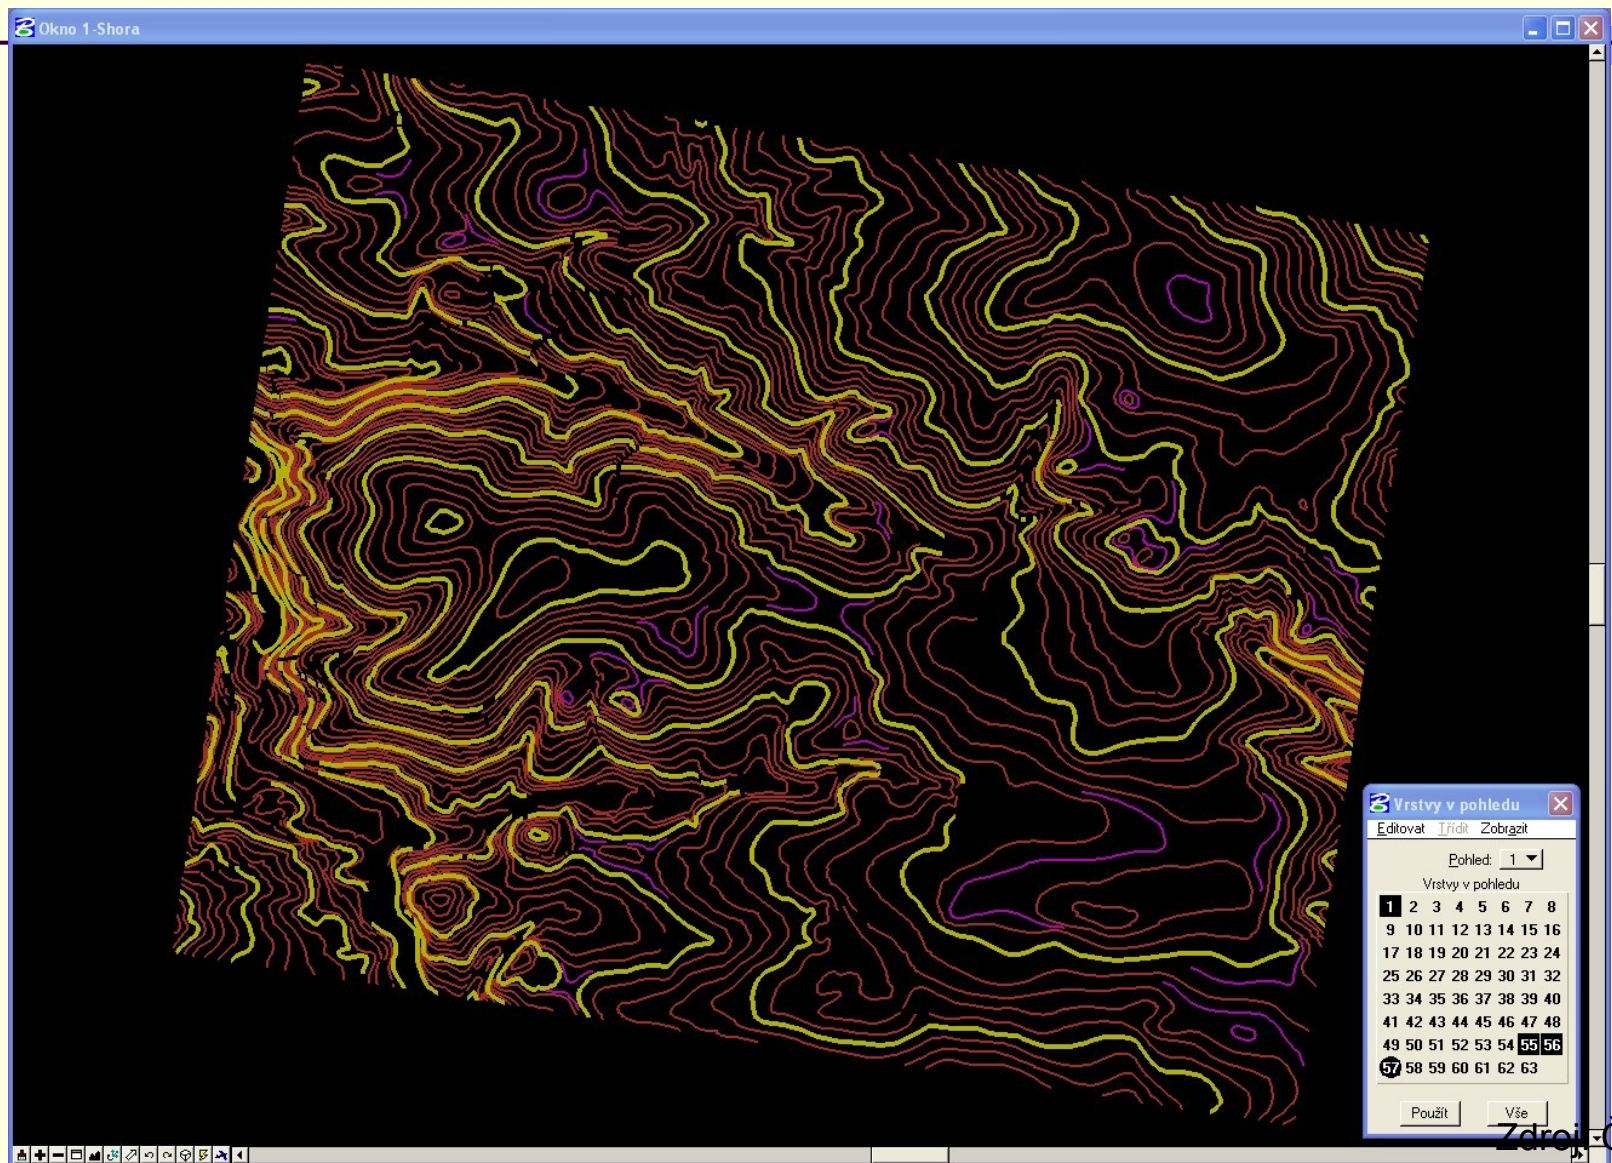 Okno 1-Shora
Vrstvy v pohledu
Editovat Třídit Zobrazit
Pohled: 1
Vrstvy v pohledu
1 2 3 4 5 6 7 8
9 10 11 12 13 14 15 16
17 18 19 20 21 22 23 24
25 26 27 28 29 30 31 32
33 34 35 36 37 38 39 40
41 42 43 44 45 46 47 48
49 50 51 52 53 54 55 56
57 58 59 60 61 62 63
Použít Vše
Zdroj: